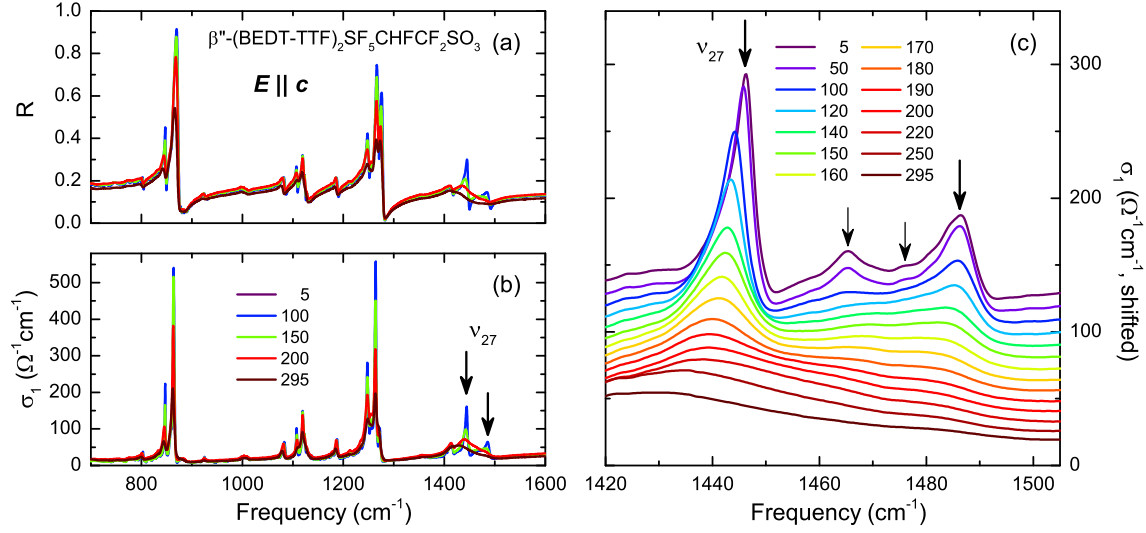 β"-(BEDT-TTF)₂SF₅CHFCF₂SO₃ (a)
E || c
R
1.0
0.8
0.6
0.4
0.2
0.0
(b)
σ₁ (Ω⁻¹cm⁻¹)
500
400
300
200
100
0
5
100
150
200
295
ν₂₇
800 1000 1200 1400 1600
Frequency (cm⁻¹)
(c)
ν₂₇
5 170
50 180
100 190
120 200
140 220
150 250
160 295
300
200
100
0
σ₁ (Ω⁻¹cm⁻¹, shifted)
1420 1440 1460 1480 1500
Frequency (cm⁻¹)